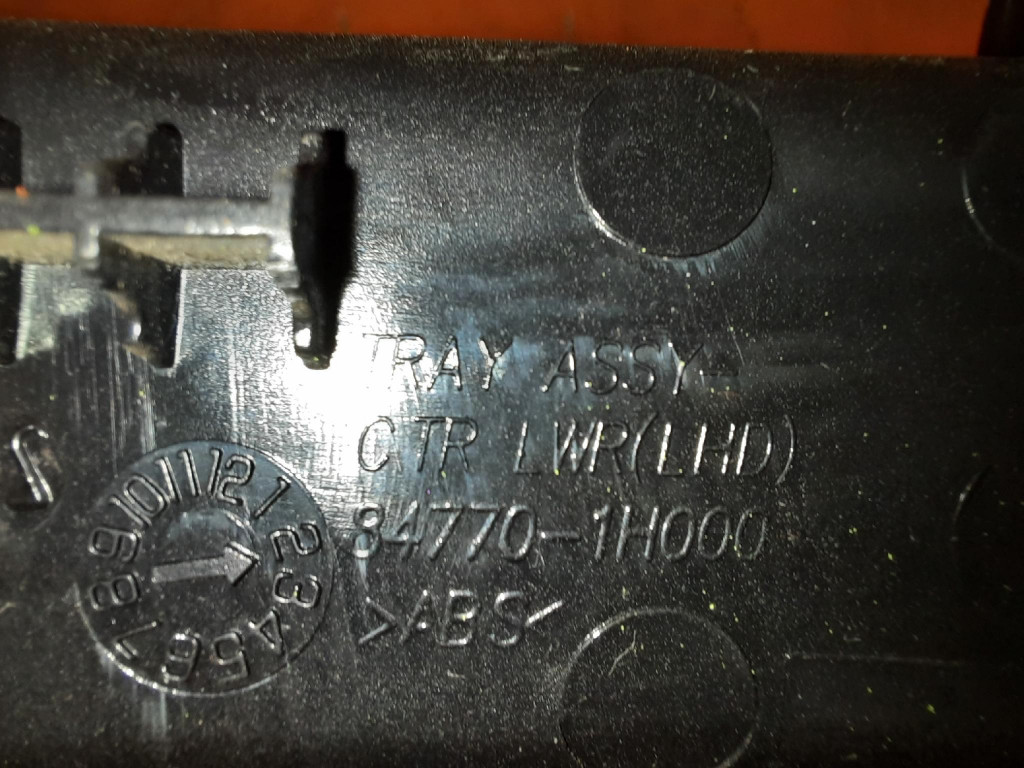 TRAY ASSY-
CTR LWR(LHD)
84770-1H000
>ABS<
1 2 3 4 5 6 7 8 9 10 11 12